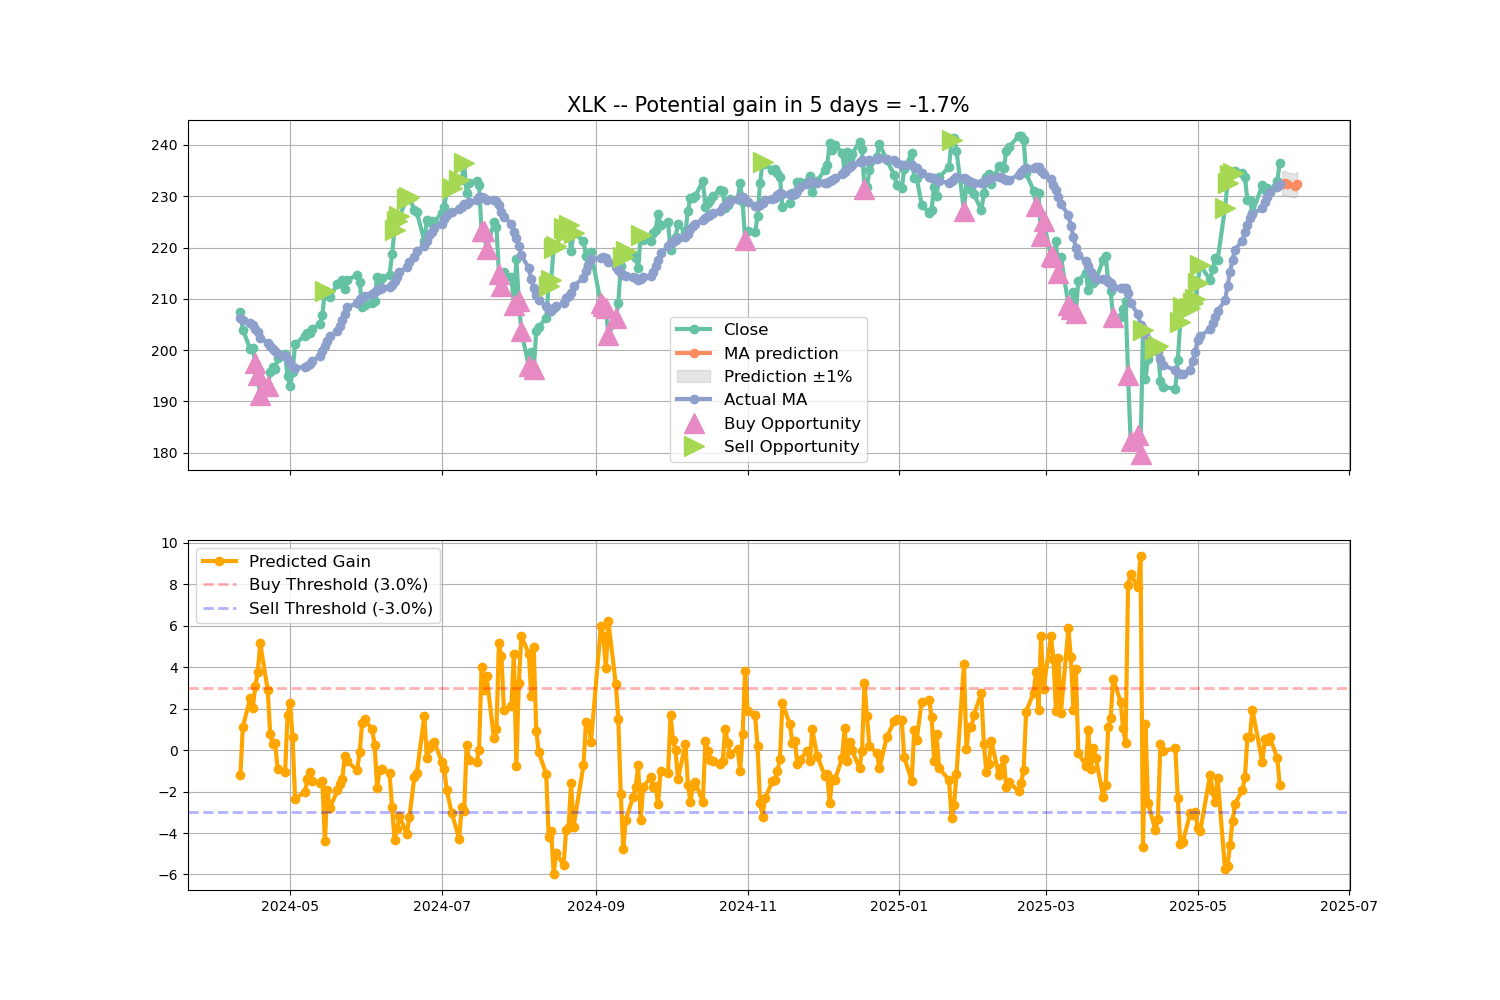 XLK -- Potential gain in 5 days = -1.7%
240
230
220
210
200
190
180
Close
MA prediction
Prediction ±1%
Actual MA
Buy Opportunity
Sell Opportunity
10
8
6
4
2
0
−2
−4
−6
Predicted Gain
Buy Threshold (3.0%)
Sell Threshold (-3.0%)
2024-05
2024-07
2024-09
2024-11
2025-01
2025-03
2025-05
2025-07